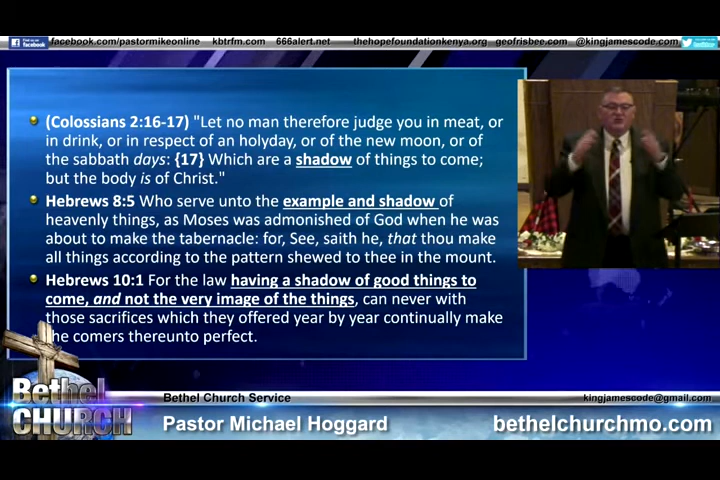 Find us on facebook
facebook.com/pastormikeonline kbtrfm.com 666alert.net thehopefoundationkenya.org geofrisbee.com @kingjamescode.com twitter
(Colossians 2:16-17) "Let no man therefore judge you in meat, or
in drink, or in respect of an holyday, or of the new moon, or of
the sabbath days: {17} Which are a shadow of things to come;
but the body is of Christ."
Hebrews 8:5 Who serve unto the example and shadow of
heavenly things, as Moses was admonished of God when he was
about to make the tabernacle: for, See, saith he, that thou make
all things according to the pattern shewed to thee in the mount.
Hebrews 10:1 For the law having a shadow of good things to
come, and not the very image of the things, can never with
those sacrifices which they offered year by year continually make
the comers thereunto perfect.
Bethel
CHURCH
Bethel Church Service kingjamescode@gmail.com
Pastor Michael Hoggard bethelchurchmo.com